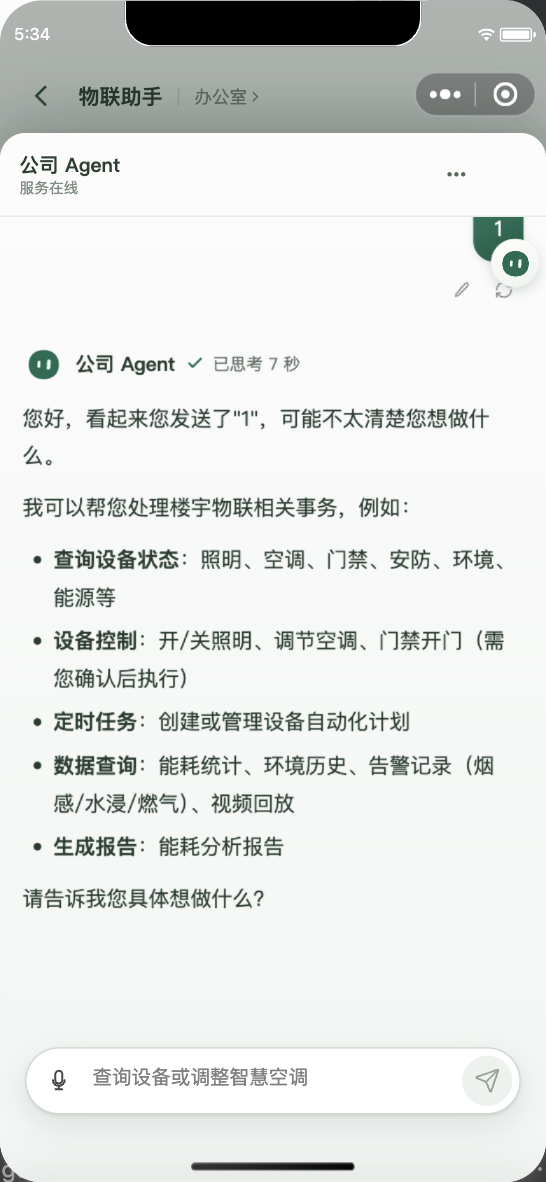 5:34
物联助手
办公室
公司 Agent
服务在线
1
公司 Agent 已思考 7 秒
您好，看起来您发送了"1"，可能不太清楚您想做什
么。
我可以帮您处理楼宇物联相关事务，例如：
• 查询设备状态：照明、空调、门禁、安防、环境、
能源等
• 设备控制：开/关照明、调节空调、门禁开门（需
您确认后执行）
• 定时任务：创建或管理设备自动化计划
• 数据查询：能耗统计、环境历史、告警记录（烟
感/水浸/燃气）、视频回放
• 生成报告：能耗分析报告
请告诉我您具体想做什么？
查询设备或调整智慧空调